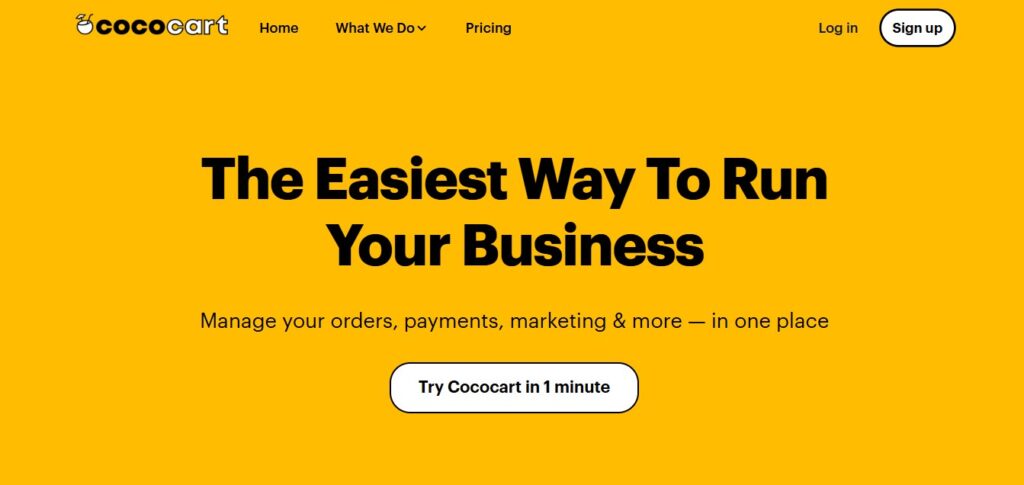 cococart
Home
What We Do
Pricing
Log in
Sign up
The Easiest Way To Run
Your Business
Manage your orders, payments, marketing & more — in one place
Try Cococart in 1 minute